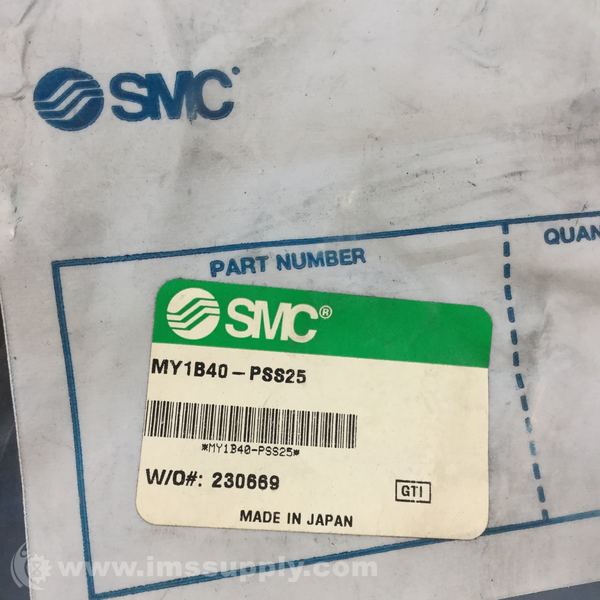 SMC
PART NUMBER
QUAN
SMC®
MY1B40-PSS25
*MY1B40-PSS25*
W/O#: 230669
GTI
MADE IN JAPAN
www.imssupply.com